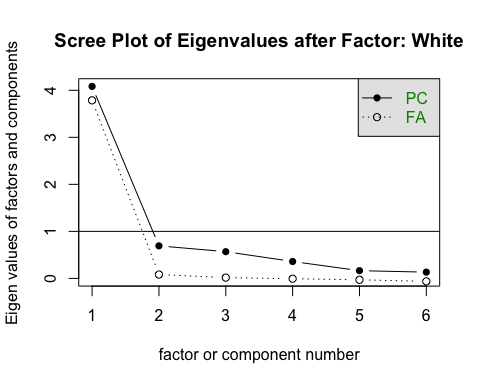 Scree Plot of Eigenvalues after Factor: White
Eigen values of factors and components
4
3
2
1
0
PC
FA
1 2 3 4 5 6
factor or component number